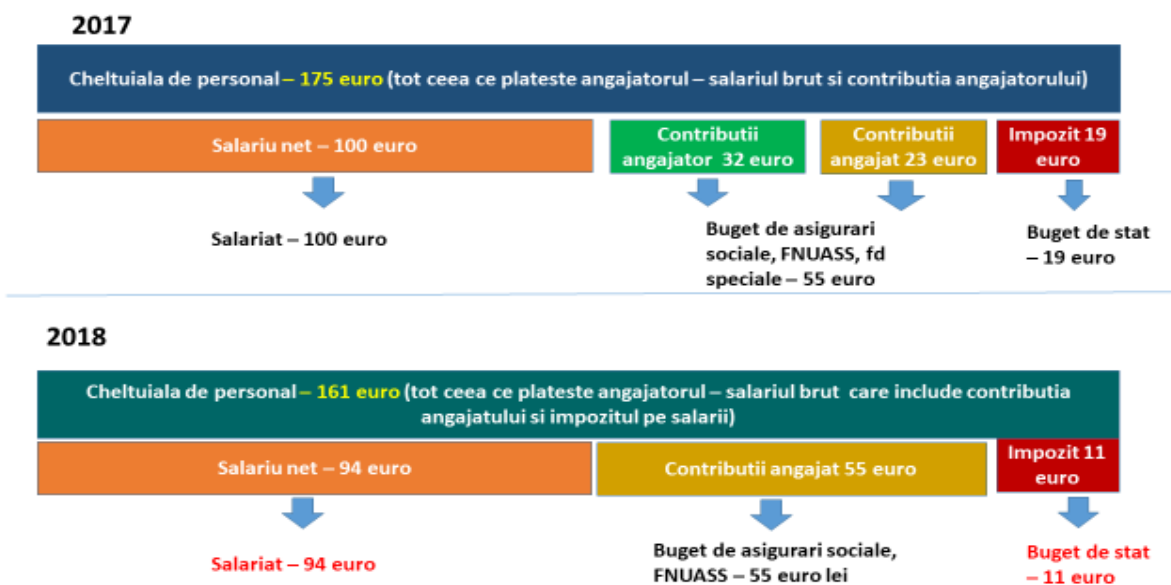 2017
Cheltuiala de personal – 175 euro (tot ceea ce plateste angajatorul – salariul brut si contributia angajatorului)
Salariu net – 100 euro
Contributii
angajator 32 euro
Contributii
angajat 23 euro
Impozit 19
euro
Salariat – 100 euro
Buget de asigurari
sociale, FNUASS, fd
speciale – 55 euro
Buget de stat
– 19 euro
2018
Cheltuiala de personal – 161 euro (tot ceea ce plateste angajatorul – salariul brut care include contributia
angajatului si impozitul pe salarii)
Salariu net – 94 euro
Contributii angajat 55 euro
Impozit 11
euro
Salariat – 94 euro
Buget de asigurari sociale,
FNUASS – 55 euro lei
Buget de stat
– 11 euro